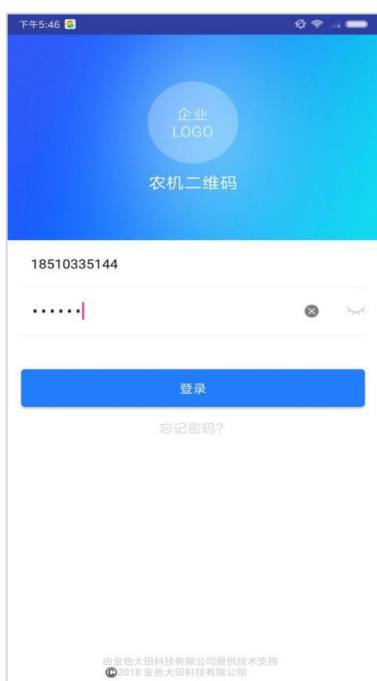 下午5:46
企业
LOGO
农机二维码
18510335144
••••••
登录
忘记密码?
由金色大田科技有限公司提供技术支持
©2018 金色大田科技有限公司